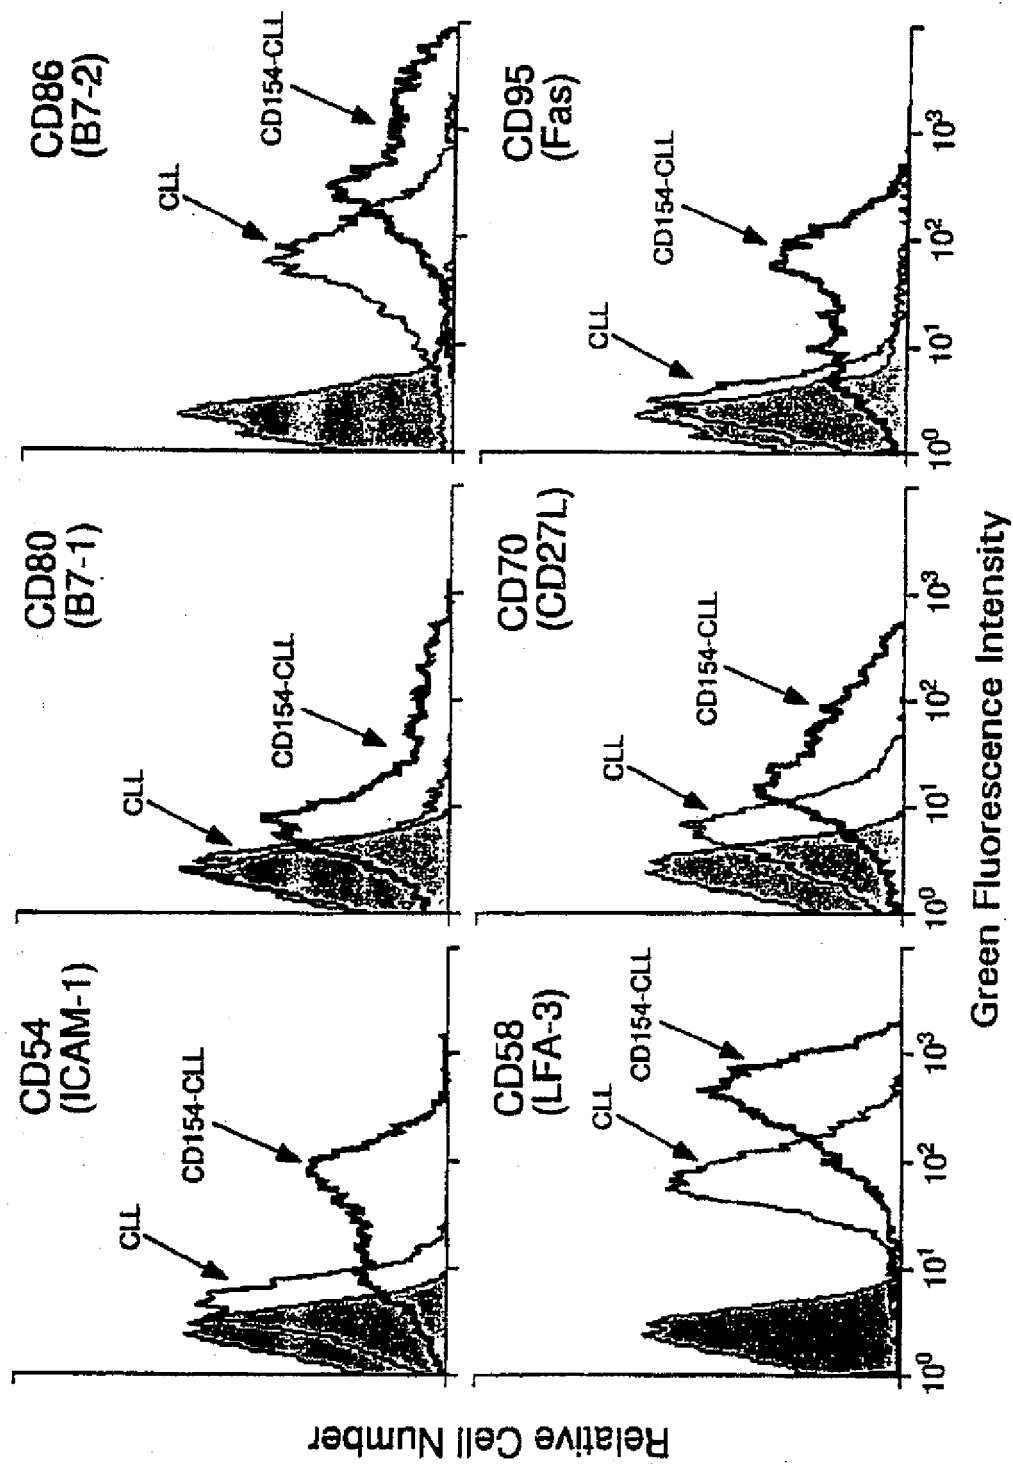 CD54
(ICAM-1)
CLL
CD154-CLL
CD80
(B7-1)
CLL
CD154-CLL
CD86
(B7-2)
CLL
CD154-CLL
CD58
(LFA-3)
CLL
CD154-CLL
10⁰ 10¹ 10² 10³
CD70
(CD27L)
CLL
CD154-CLL
10⁰ 10¹ 10² 10³
CD95
(Fas)
CLL
CD154-CLL
10⁰ 10¹ 10² 10³
Relative Cell Number
Green Fluorescence Intensity